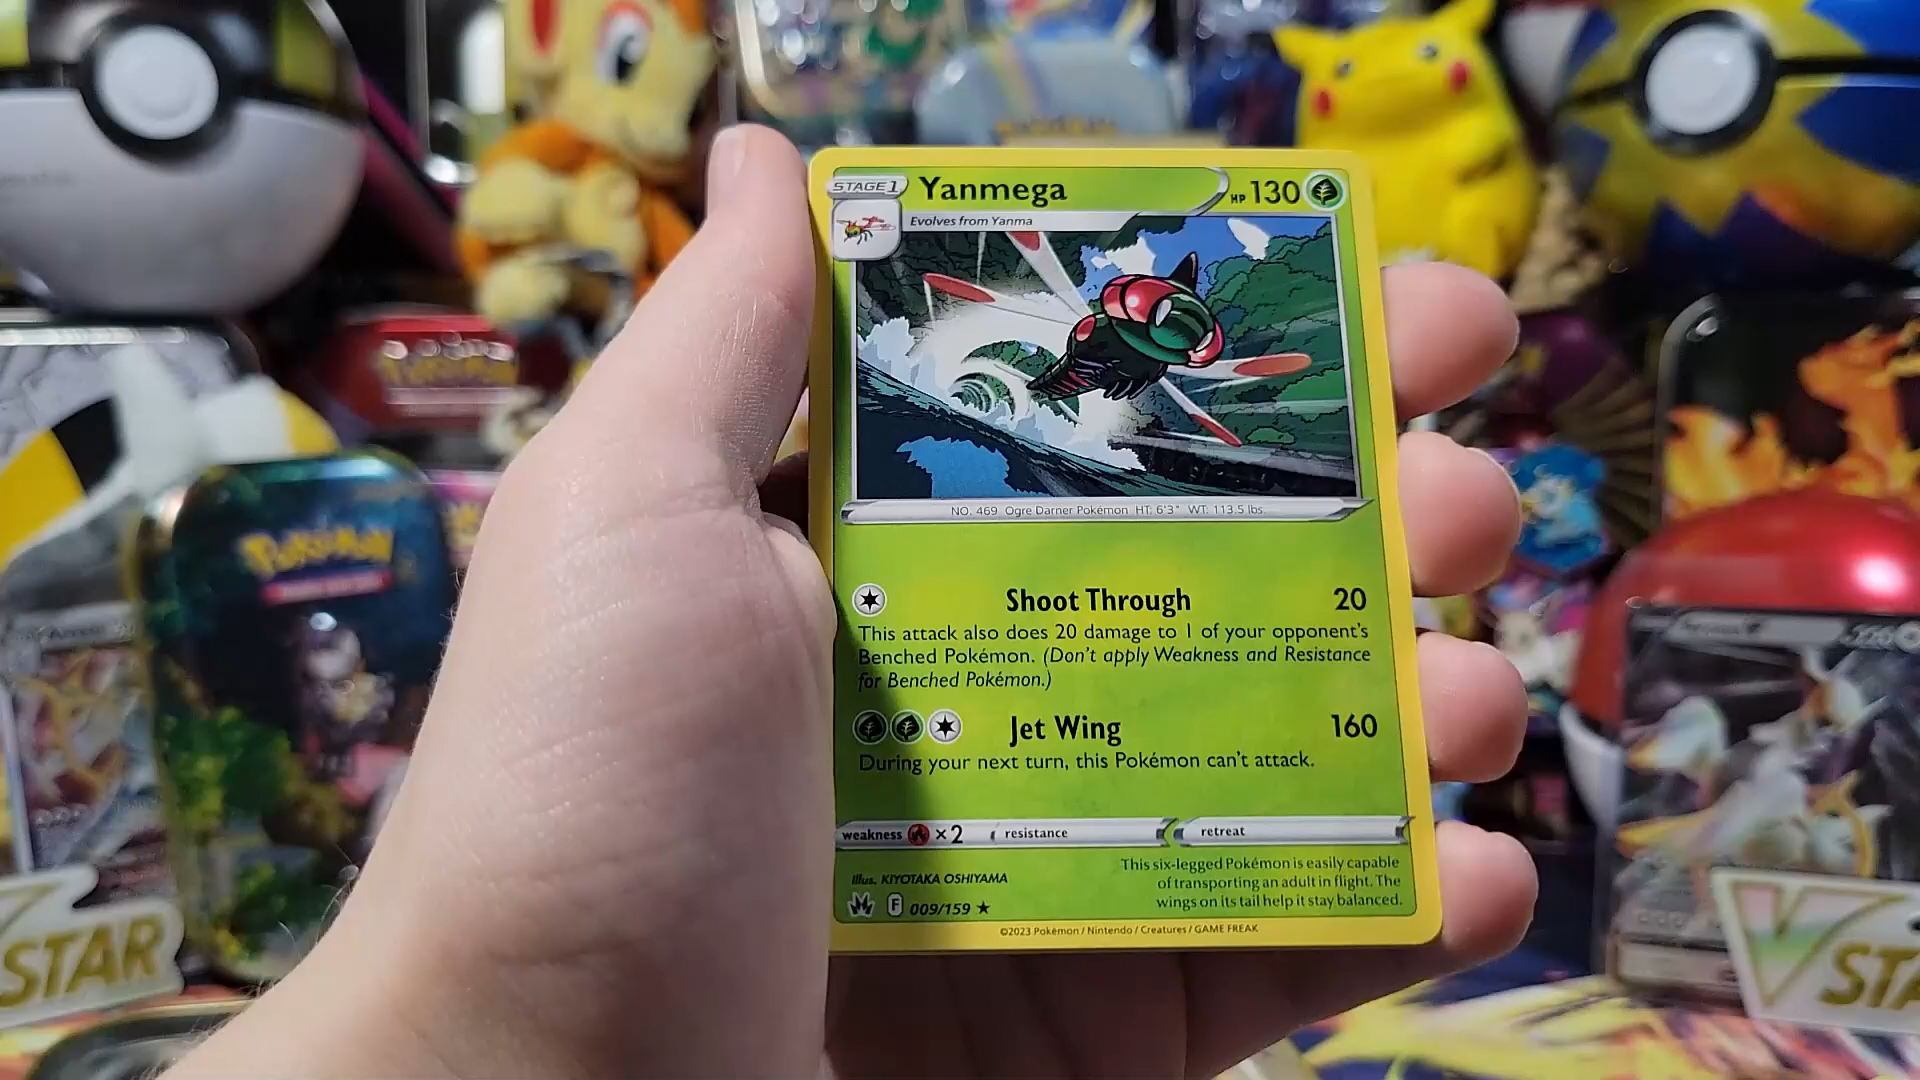 STAGE 1
Yanmega
HP 130
Evolves from Yanma
NO. 469 Ogre Darner Pokémon HT: 6'3" WT: 113.5 lbs.
Shoot Through 20
This attack also does 20 damage to 1 of your opponent's
Benched Pokémon. (Don't apply Weakness and Resistance
for Benched Pokémon.)
Jet Wing 160
During your next turn, this Pokémon can't attack.
weakness ×2 resistance retreat
Illus. KIYOTAKA OSHIYAMA
F 009/159 ★
This six-legged Pokémon is easily capable
of transporting an adult in flight. The
wings on its tail help it stay balanced.
©2023 Pokémon / Nintendo / Creatures / GAME FREAK
POKéMON
POKéMON
V STAR
V STA
220